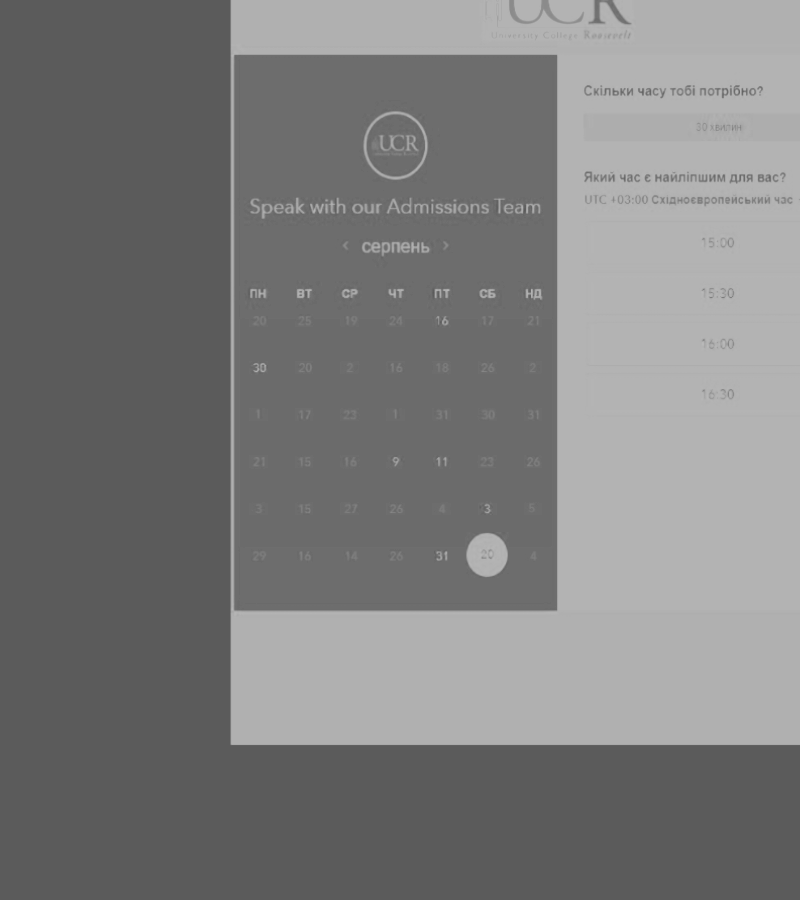 UCR
University College Roosevelt
UCR
Speak with our Admissions Team
‹ серпень ›
ПН ВТ СР ЧТ ПТ СБ НД
20 25 19 24 16 17 21
30 20 2 16 18 26 2
1 17 23 1 31 30 31
21 15 16 9 11 23 26
3 15 27 26 4 3 5
29 16 14 26 31 20 4
Скільки часу тобі потрібно?
30 хвилин
Який час є найліпшим для вас?
UTC +03:00 Східноєвропейський час
15:00
15:30
16:00
16:30